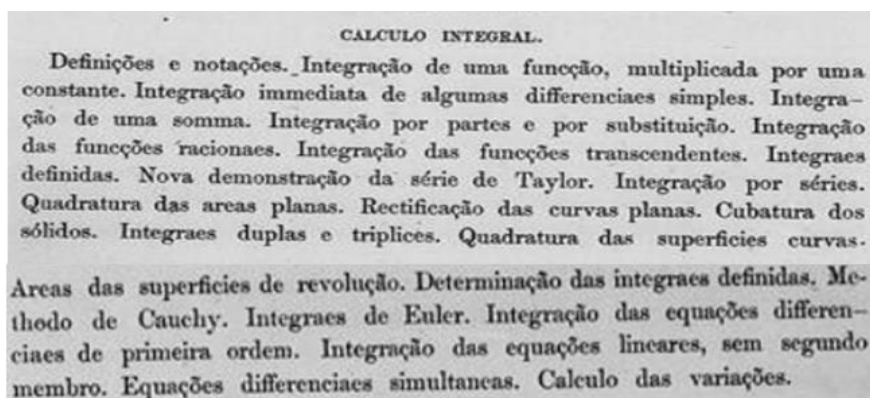 CALCULO INTEGRAL.
Definições e notações. Integração de uma funcção, multiplicada por uma
constante. Integração immediata de algumas differenciaes simples. Integra-
ção de uma somma. Integração por partes e por substituição. Integração
das funcções racionaes. Integração das funcções transcendentes. Integraes
definidas. Nova demonstração da série de Taylor. Integração por séries.
Quadratura das areas planas. Rectificação das curvas planas. Cubatura dos
sólidos. Integraes duplas e triplices. Quadratura das superficies curvas.
Areas das superficies de revolução. Determinação das integraes definidas. Me-
thodo de Cauchy. Integraes de Euler. Integração das equações differen-
ciaes de primeira ordem. Integração das equações lineares, sem segundo
membro. Equações differenciaes simultaneas. Calculo das variações.